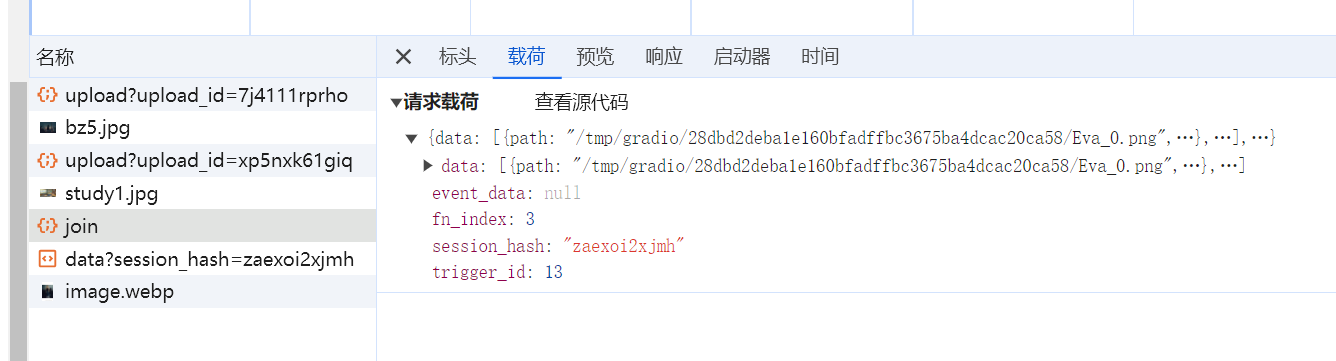 名称
upload?upload_id=7j4111rprho
bz5.jpg
upload?upload_id=xp5nxk61giq
study1.jpg
join
data?session_hash=zaexoi2xjmh
image.webp
标头 载荷 预览 响应 启动器 时间
请求载荷 查看源代码
{data: [{path: "/tmp/gradio/28dbd2deba1e160bfadffbc3675ba4dcac20ca58/Eva_0.png",…},…],…}
data: [{path: "/tmp/gradio/28dbd2deba1e160bfadffbc3675ba4dcac20ca58/Eva_0.png",…},…]
event_data: null
fn_index: 3
session_hash: "zaexoi2xjmh"
trigger_id: 13